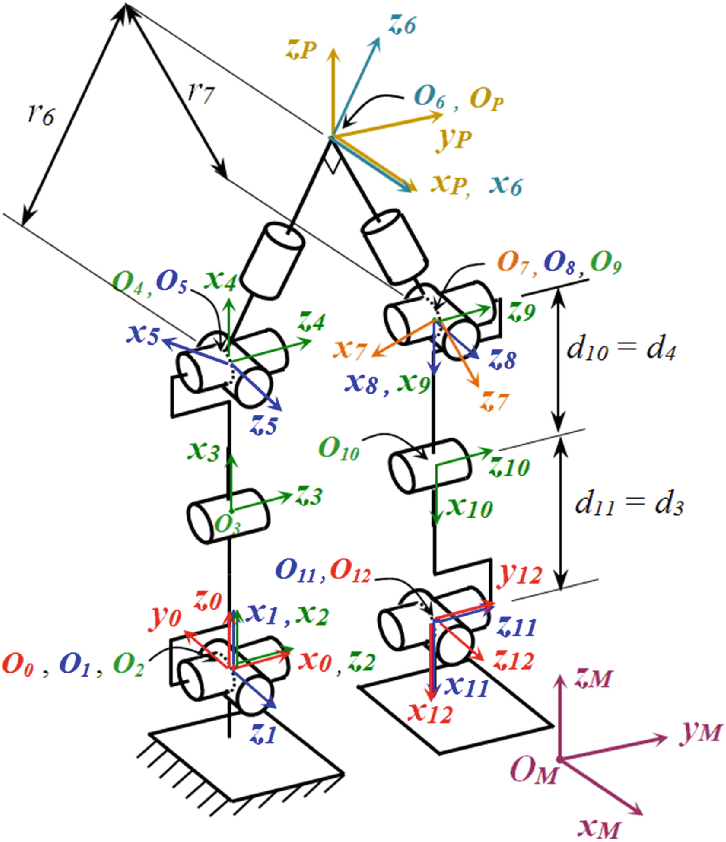 z6
zP
r6
r7
O6 , OP
yP
xP, x6
O4,O5
x4
O7,O8,O9
x5
z4
z9
x7
z8
d10 = d4
x8, x9
z7
z5
x3
O10
z10
z3
x10
d11 = d3
O3
O11,O12
y12
z0
y0
x1, x2
z11
O0 , O1 , O2
x0 , z2
z12
x11
x12
z1
zM
yM
OM
xM